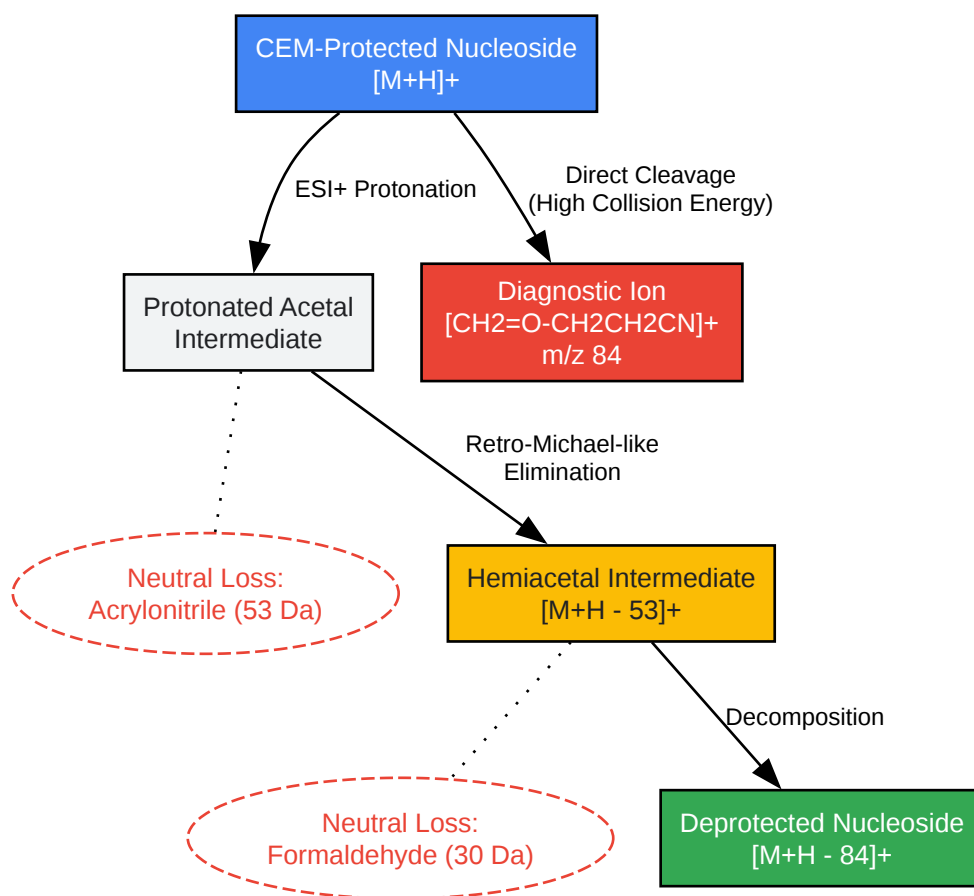 CEM-Protected Nucleoside
[M+H]+
ESI+ Protonation
Direct Cleavage
(High Collision Energy)
Protonated Acetal
Intermediate
Diagnostic Ion
[CH2=O-CH2CH2CN]+
m/z 84
Retro-Michael-like
Elimination
Neutral Loss:
Acrylonitrile (53 Da)
Hemiacetal Intermediate
[M+H - 53]+
Decomposition
Neutral Loss:
Formaldehyde (30 Da)
Deprotected Nucleoside
[M+H - 84]+